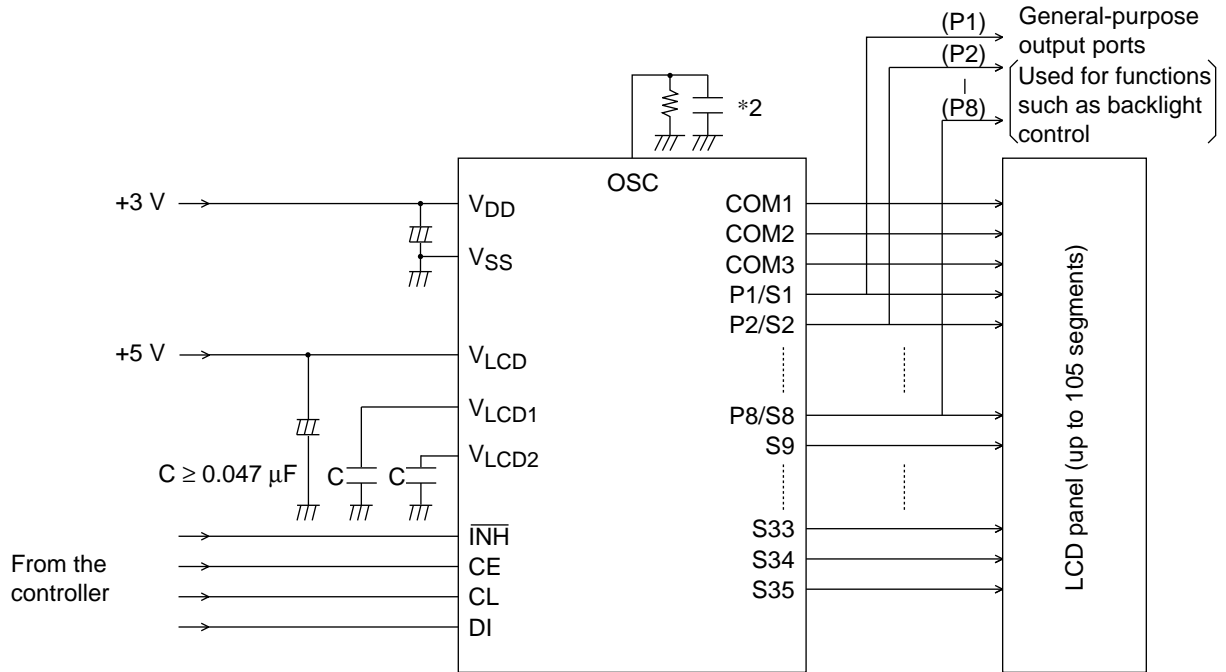 (P1)
General-purpose
output ports
(P2)
Used for functions
such as backlight
control
(P8)
*2
OSC
+3 V
VDD
VSS
+5 V
VLCD
VLCD1
VLCD2
C ≥ 0.047 μF
C
C
From the
controller
INH
CE
CL
DI
COM1
COM2
COM3
P1/S1
P2/S2
P8/S8
S9
S33
S34
S35
LCD panel (up to 105 segments)